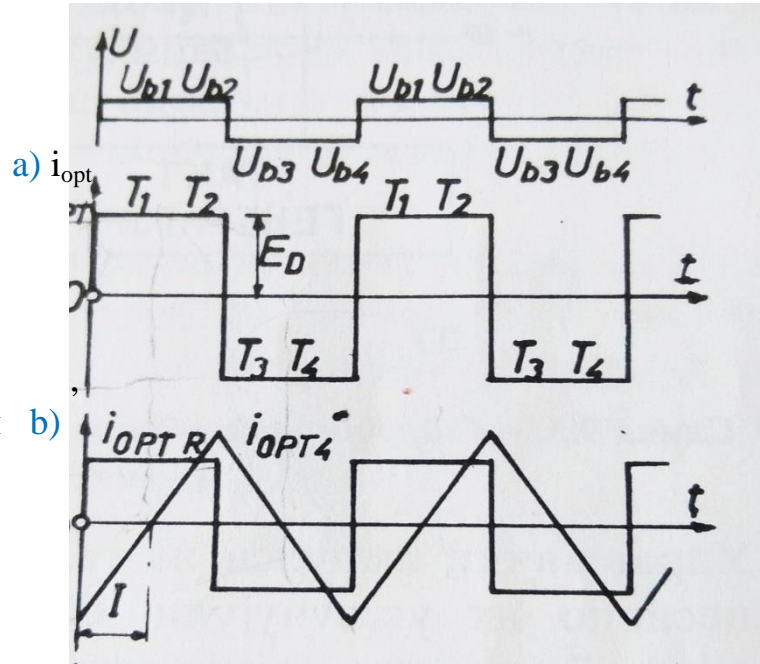 U
U_b1 U_b2 U_b1 U_b2 t
U_b3 U_b4 U_b3 U_b4
a) i_opt
T_1 T_2 T_1 T_2
E_D
I
T_3 T_4 T_3 T_4
,
b)
i_OPT R i_OPT4
t
I